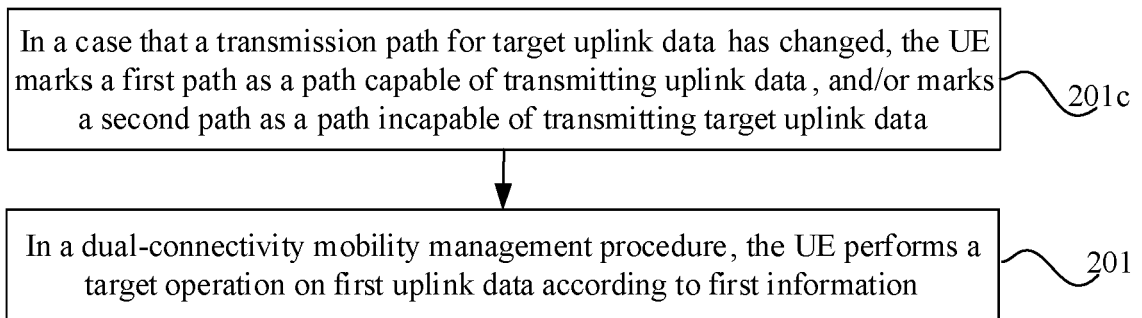 In a case that a transmission path for target uplink data has changed, the UE
marks a first path as a path capable of transmitting uplink data , and/or marks
a second path as a path incapable of transmitting target uplink data
201c
In a dual-connectivity mobility management procedure, the UE performs a
target operation on first uplink data according to first information
201